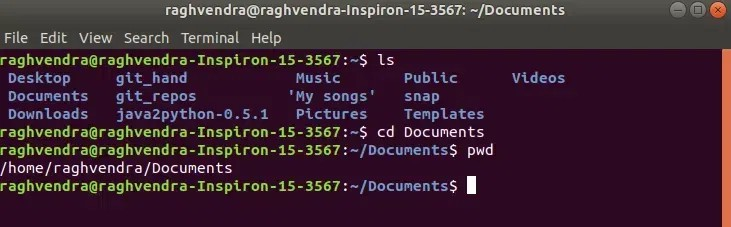 raghvendra@raghvendra-Inspiron-15-3567: ~/Documents
File Edit View Search Terminal Help
raghvendra@raghvendra-Inspiron-15-3567:~$ ls
Desktop git_hand Music Public Videos
Documents git_repos 'My songs' snap
Downloads java2python-0.5.1 Pictures Templates
raghvendra@raghvendra-Inspiron-15-3567:~$ cd Documents
raghvendra@raghvendra-Inspiron-15-3567:~/Documents$ pwd
/home/raghvendra/Documents
raghvendra@raghvendra-Inspiron-15-3567:~/Documents$